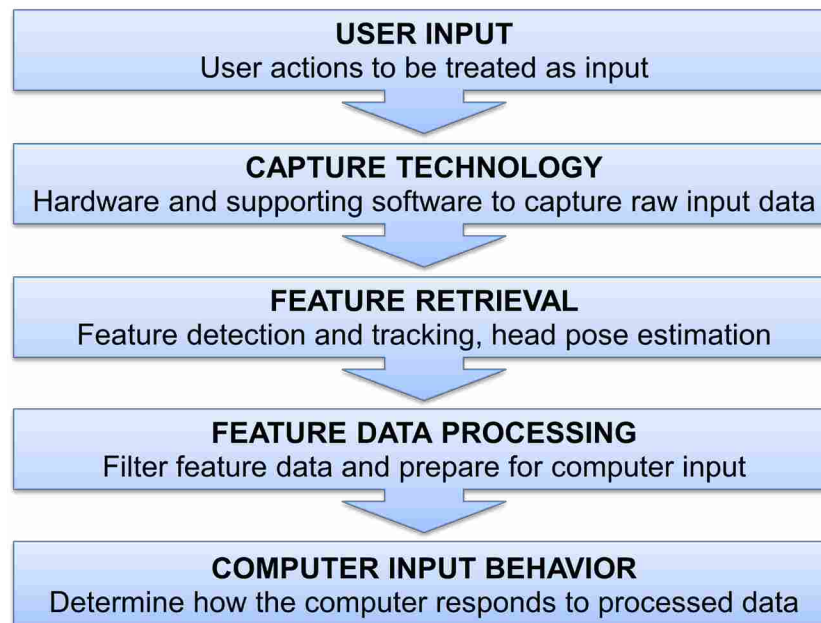 USER INPUT
User actions to be treated as input
CAPTURE TECHNOLOGY
Hardware and supporting software to capture raw input data
FEATURE RETRIEVAL
Feature detection and tracking, head pose estimation
FEATURE DATA PROCESSING
Filter feature data and prepare for computer input
COMPUTER INPUT BEHAVIOR
Determine how the computer responds to processed data